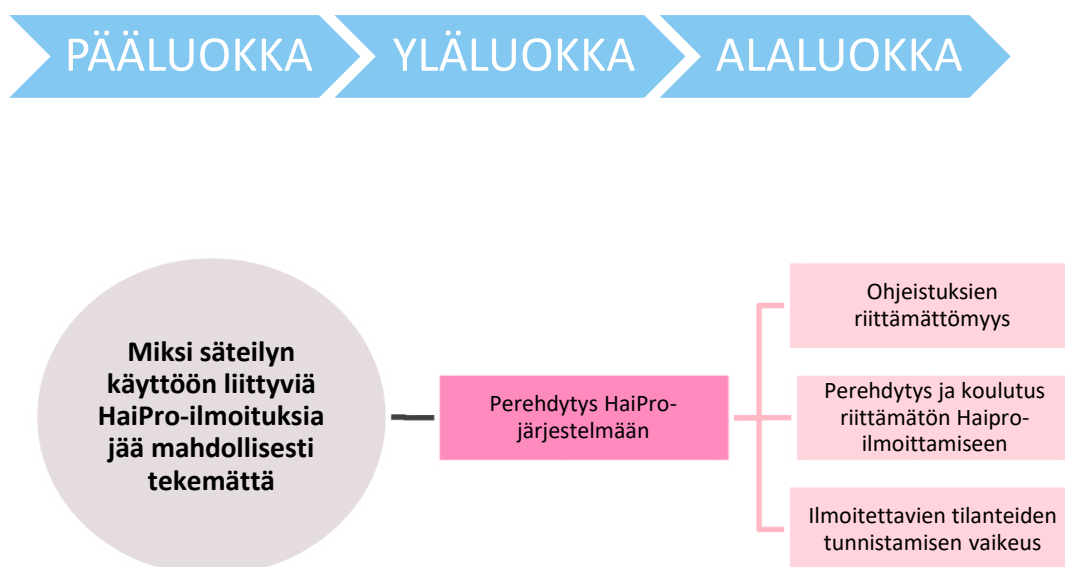 PÄÄLUOKKA
YLÄLUOKKA
ALALUOKKA
Miksi säteilyn
käyttöön liittyviä
HaiPro-ilmoituksia
jää mahdollisesti
tekemättä
Perehdytys HaiPro-
järjestelmään
Ohjeistuksien
riittämättömyys
Perehdytys ja koulutus
riittämätön Haipro-
ilmoittamiseen
Ilmoitettavien tilanteiden
tunnistamisen vaikeus